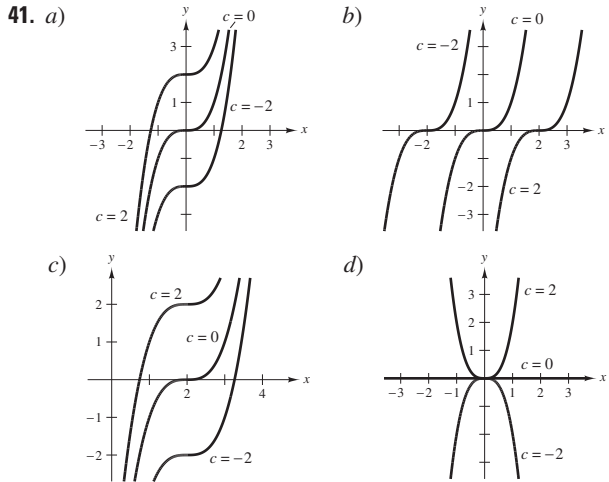 41. a)
y
c = 0
3
1
c = −2
−3 −2
2 3
x
c = 2
b)
y
c = 0
c = −2
1
−2
2 3
x
−2
−3
c = 2
c)
y
2
c = 2
1
c = 0
2
4
x
−1
−2
c = −2
d)
y
3
c = 2
2
1
c = 0
−3 −2 −1
1 2 3
x
c = −2